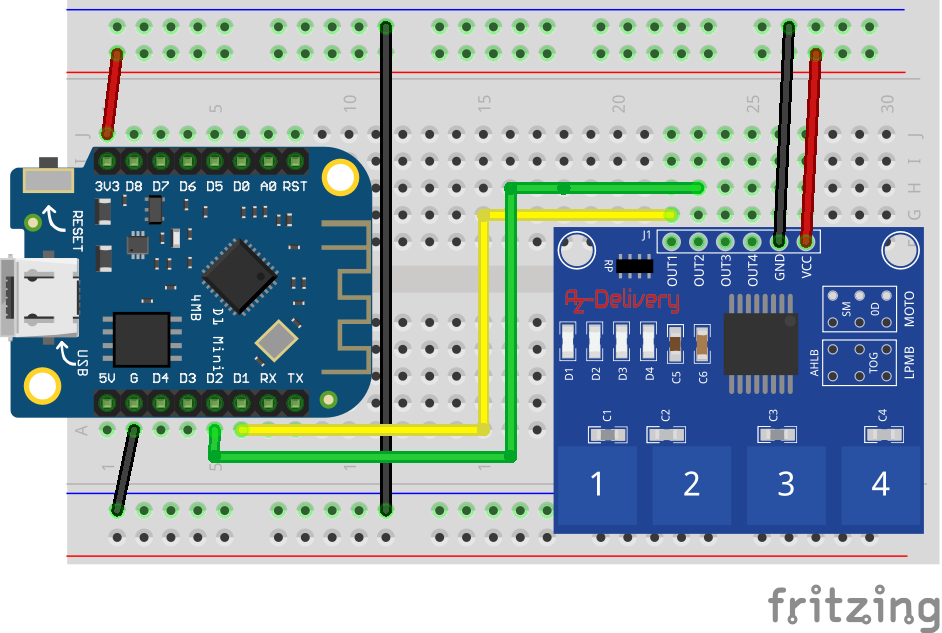 5 10 15 20 25 30
J J
I I
H
G
3V3 D8 D7 D6 D5 D0 A0 RST
RESET
4MB
D1 Mini
USB
5V G D4 D3 D2 D1 RX TX
A
1 5 10 1
J1
OUT1 OUT2 OUT3 OUT4 GND VCC
RP
AZ-Delivery
SM OD MOTO
AHLB TOG LPMB
D1 D2 D3 D4 C5 C6
C1 C2 C3 C4
1 2 3 4
fritzing